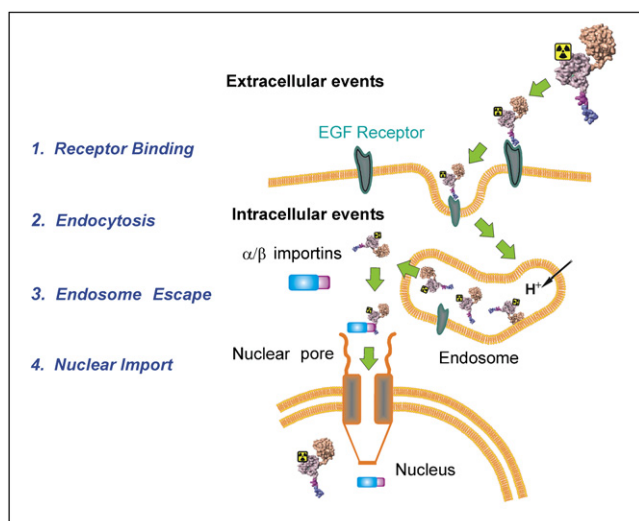 Extracellular events
EGF Receptor
1. Receptor Binding
2. Endocytosis
Intracellular events
α/β importins
H+
3. Endosome Escape
Endosome
Nuclear pore
4. Nuclear Import
Nucleus